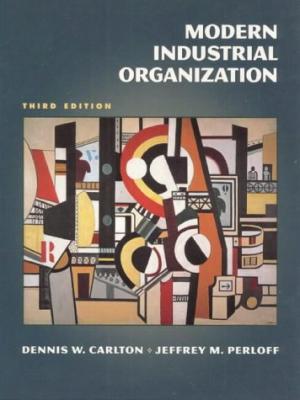 MODERN
INDUSTRIAL
ORGANIZATION
THIRD EDITION
R
DENNIS W. CARLTON ✧ JEFFREY M. PERLOFF